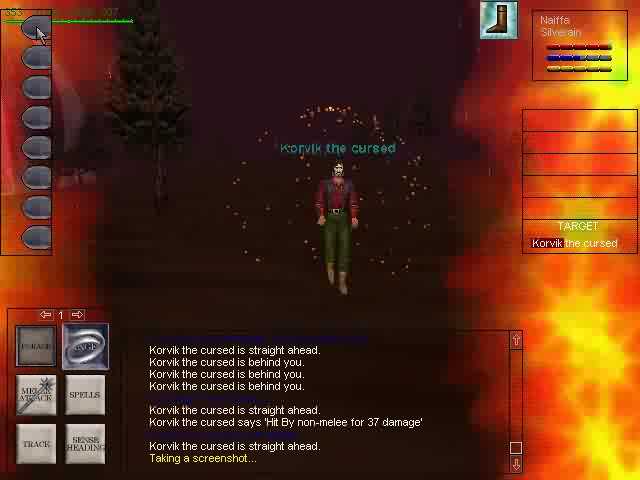 Naiffa
Silverain
Korvik the cursed
TARGET
Korvik the cursed
1
MELEE
ATTACK
SPELLS
TRACK
SENSE
HEADING
Korvik the cursed is straight ahead.
Korvik the cursed is behind you.
Korvik the cursed is behind you.
Korvik the cursed is behind you.
Korvik the cursed is straight ahead.
Korvik the cursed says 'Hit By non-melee for 37 damage'
Korvik the cursed is straight ahead.
Taking a screenshot...